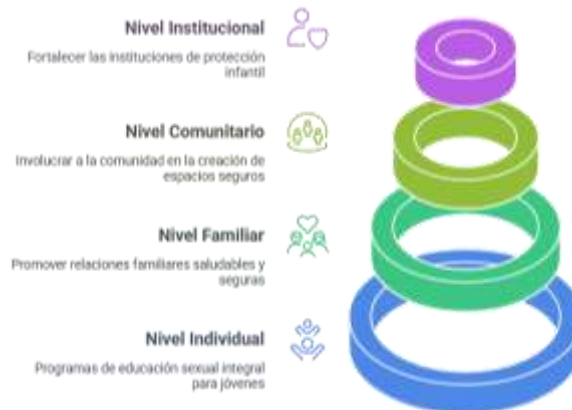 Nivel Institucional
Fortalecer las instituciones de protección
infantil
Nivel Comunitario
Involucrar a la comunidad en la creación de
espacios seguros
Nivel Familiar
Promover relaciones familiares saludables y
seguras
Nivel Individual
Programas de educación sexual integral
para jóvenes